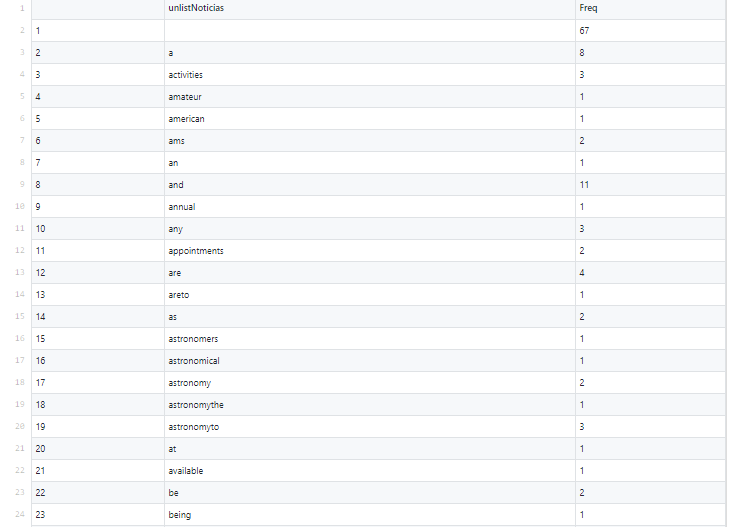 1 unlistNoticias Freq
2 1 67
3 2 a 8
4 3 activities 3
5 4 amateur 1
6 5 american 1
7 6 ams 2
8 7 an 1
9 8 and 11
10 9 annual 1
11 10 any 3
12 11 appointments 2
13 12 are 4
14 13 areto 1
15 14 as 2
16 15 astronomers 1
17 16 astronomical 1
18 17 astronomy 2
19 18 astronomythe 1
20 19 astronomyto 3
21 20 at 1
22 21 available 1
23 22 be 2
24 23 being 1